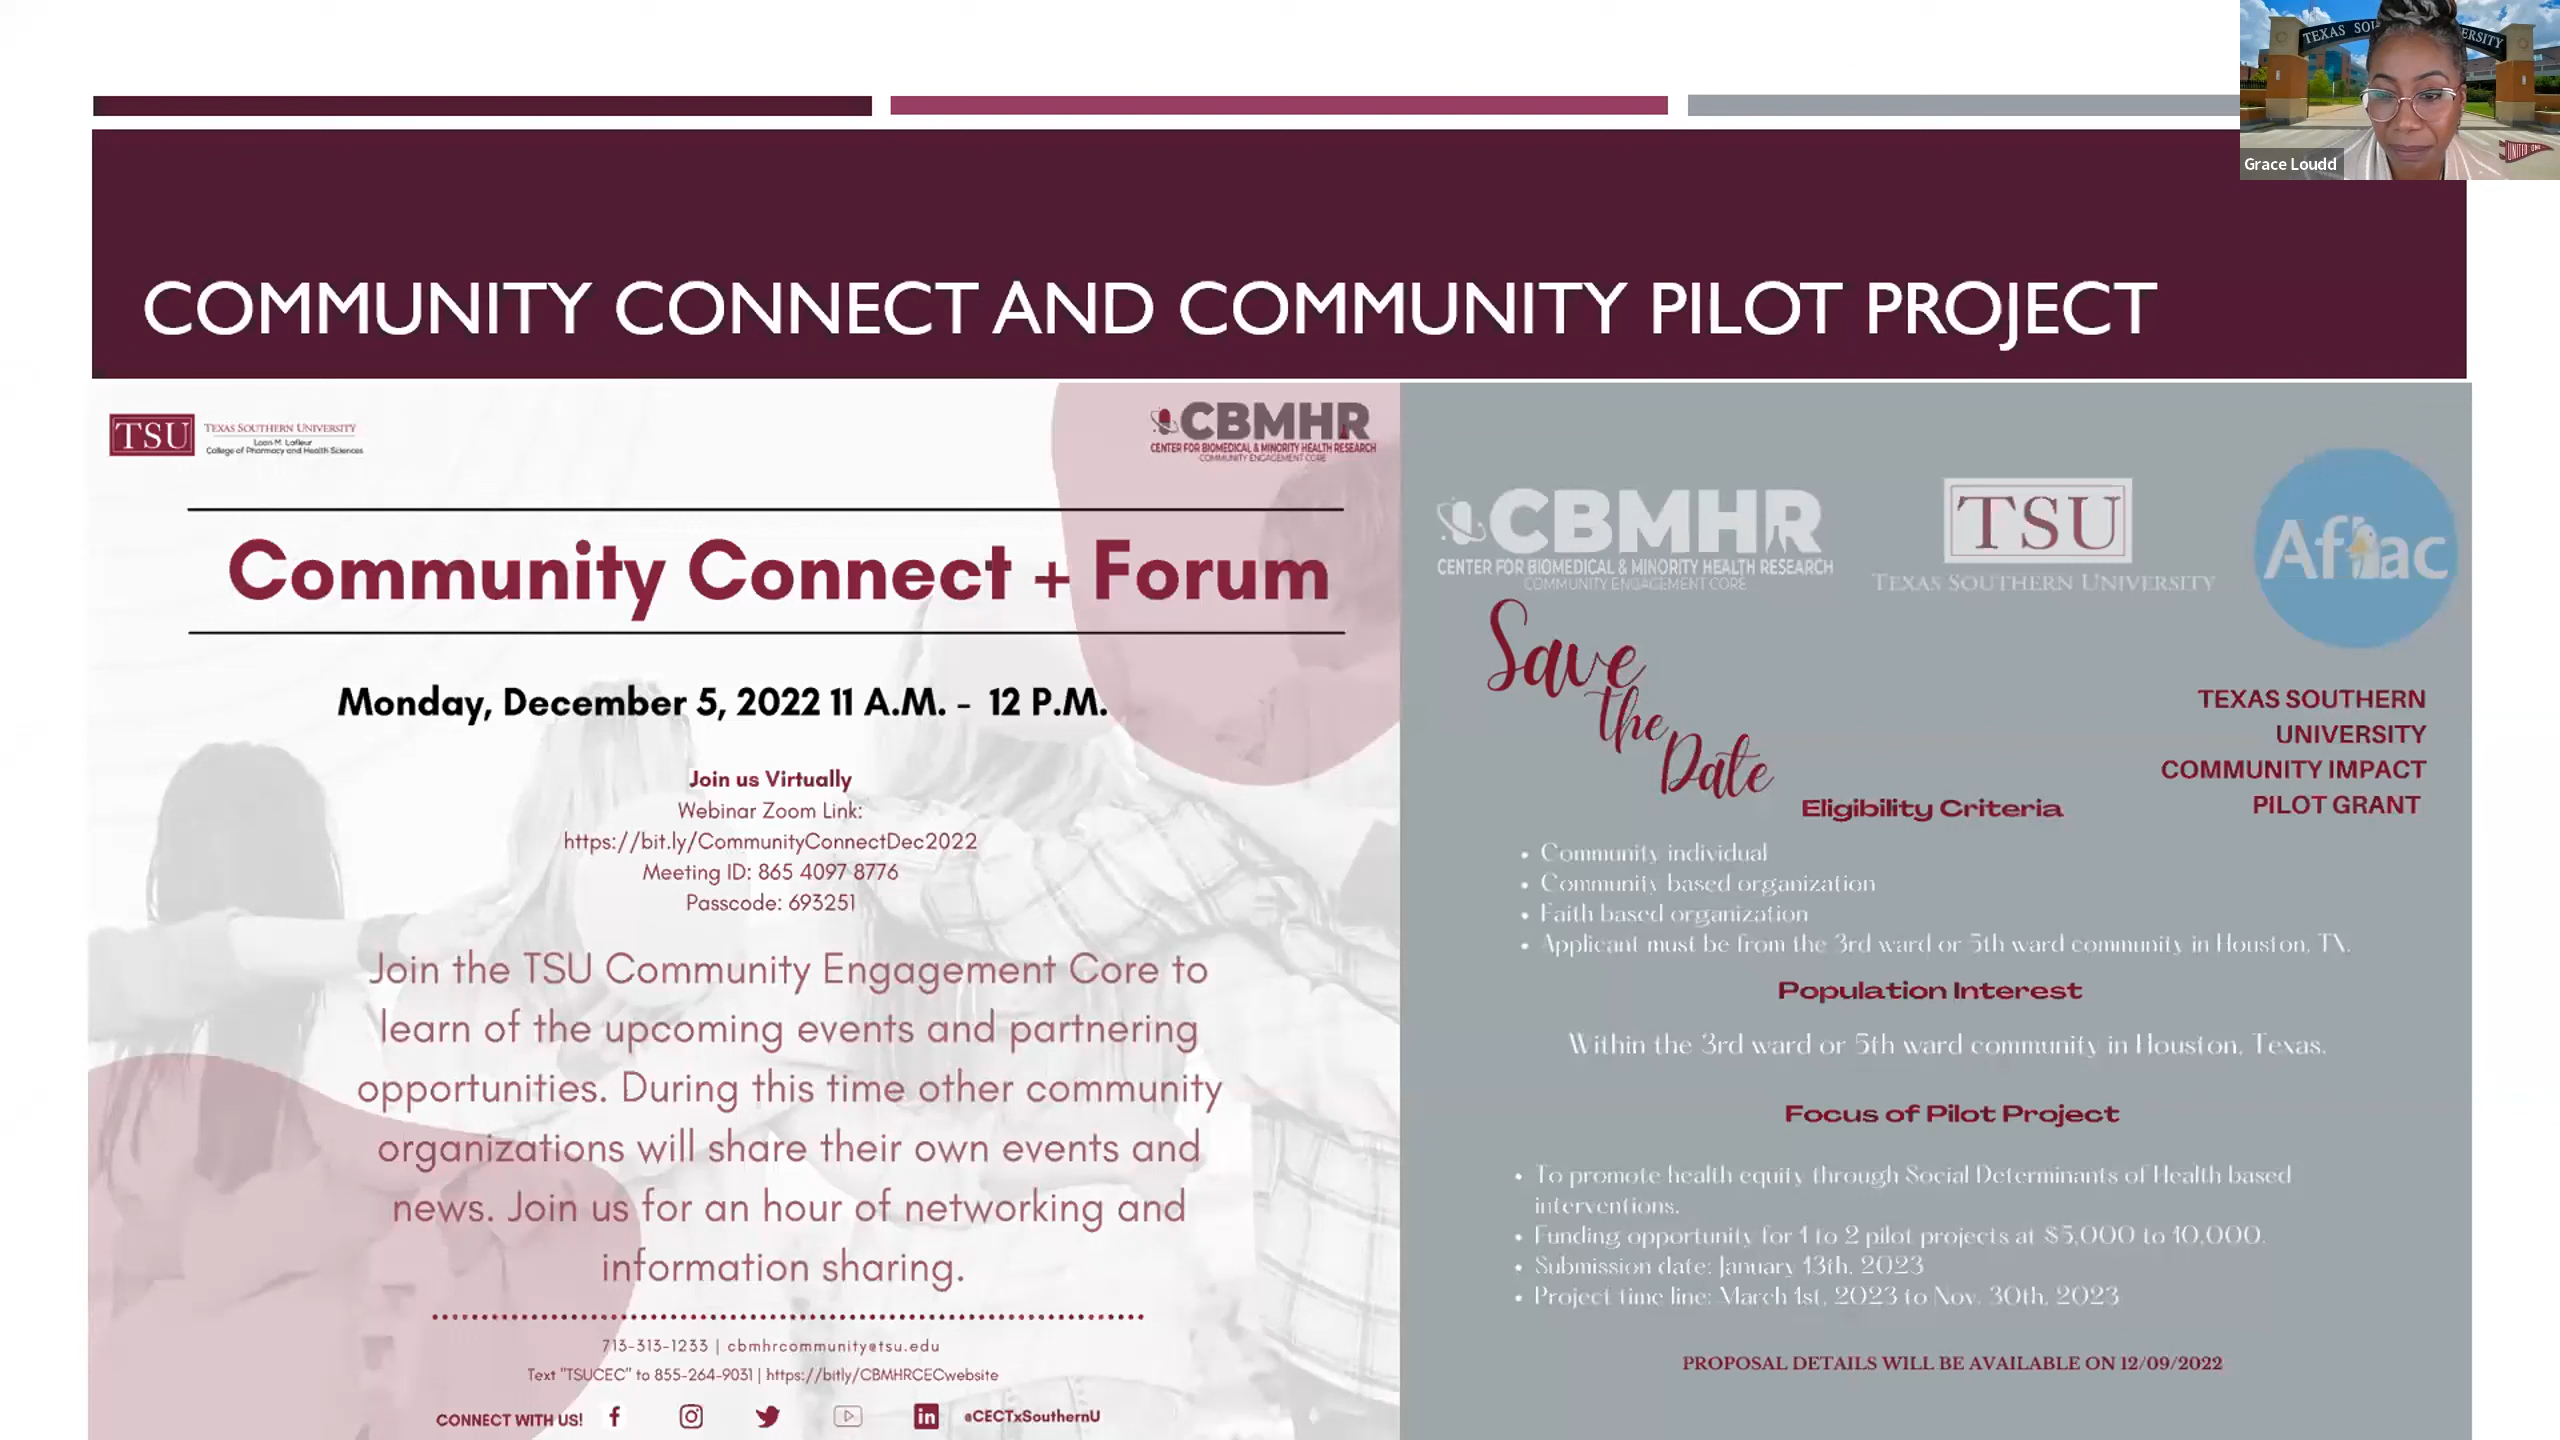 TEXAS SOU
ERSITY
UNITED
Grace Loudd
COMMUNITY CONNECT AND COMMUNITY PILOT PROJECT
TSU
TEXAS SOUTHERN UNIVERSITY
College of Pharmacy and Health Sciences
CBMHR
CENTER FOR BIOMEDICAL & MINORITY HEALTH RESEARCH
COMMUNITY ENGAGEMENT CORE
Community Connect + Forum
Monday, December 5, 2022 11 A.M. - 12 P.M.
Join us Virtually
Webinar Zoom Link:
https://bit.ly/CommunityConnectDec2022
Meeting ID: 865 4097 8776
Passcode: 693251
Join the TSU Community Engagement Core to
learn of the upcoming events and partnering
opportunities. During this time other community
organizations will share their own events and
news. Join us for an hour of networking and
information sharing.
713-313-1233 | cbmhrcommunity@tsu.edu
Text "TSUCEC" to 855-264-9031 | https://bitly/CBMHRCECwebsite
CONNECT WITH US!
@CECTxSouthernU
CBMHR
CENTER FOR BIOMEDICAL & MINORITY HEALTH RESEARCH
COMMUNITY ENGAGEMENT CORE
TSU
TEXAS SOUTHERN UNIVERSITY
Aflac
Save
the
Date
TEXAS SOUTHERN
UNIVERSITY
COMMUNITY IMPACT
PILOT GRANT
Eligibility Criteria
• Community individual
• Community based organization
• Faith based organization
• Applicant must be from the 3rd ward or 5th ward community in Houston, TX.
Population Interest
Within the 3rd ward or 5th ward community in Houston, Texas.
Focus of Pilot Project
• To promote health equity through Social Determinants of Health based
interventions.
• Funding opportunity for 1 to 2 pilot projects at $5,000 to 10,000.
• Submission date: January 13th, 2023
• Project time line: March 1st, 2023 to Nov. 30th, 2023
PROPOSAL DETAILS WILL BE AVAILABLE ON 12/09/2022